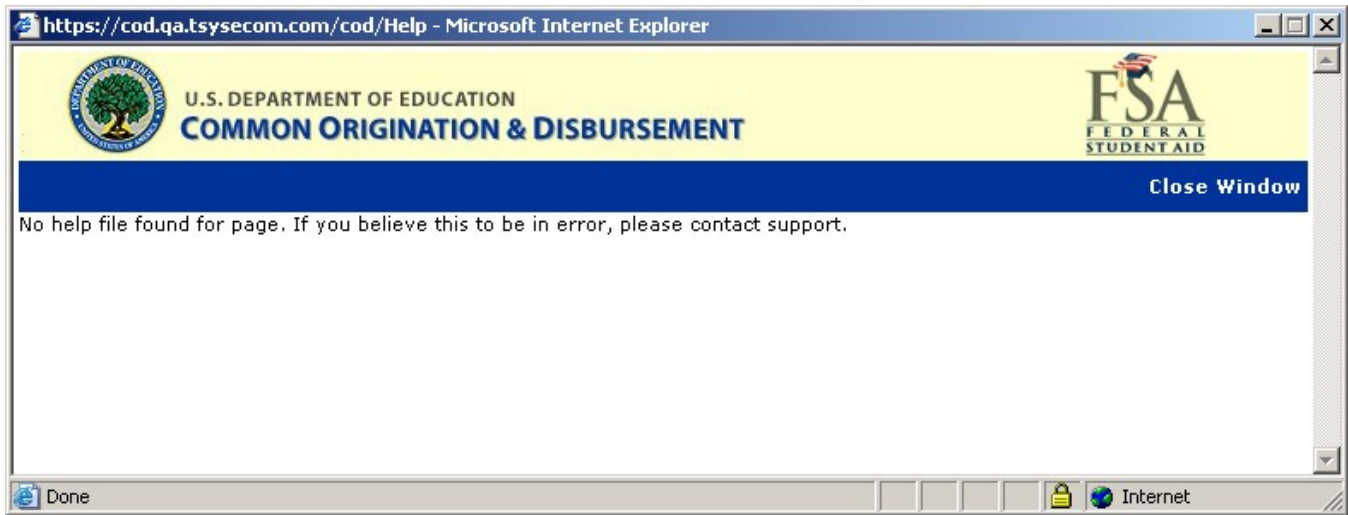 https://cod.qa.tsysecom.com/cod/Help - Microsoft Internet Explorer
U.S. DEPARTMENT OF EDUCATION
COMMON ORIGINATION & DISBURSEMENT
FSA
FEDERAL
STUDENT AID
Close Window
No help file found for page. If you believe this to be in error, please contact support.
Done
Internet